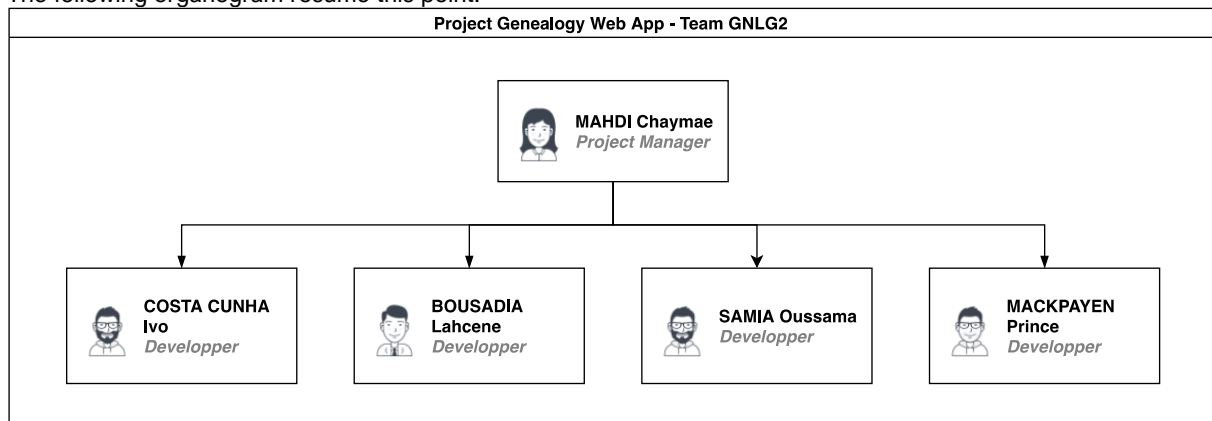 The following organogram resume this point.
Project Genealogy Web App - Team GNLG2
MAHDI Chaymae
Project Manager
COSTA CUNHA
Ivo
Developper
BOUSADIA
Lahcene
Developper
SAMIA Oussama
Developper
MACKPAYEN
Prince
Developper